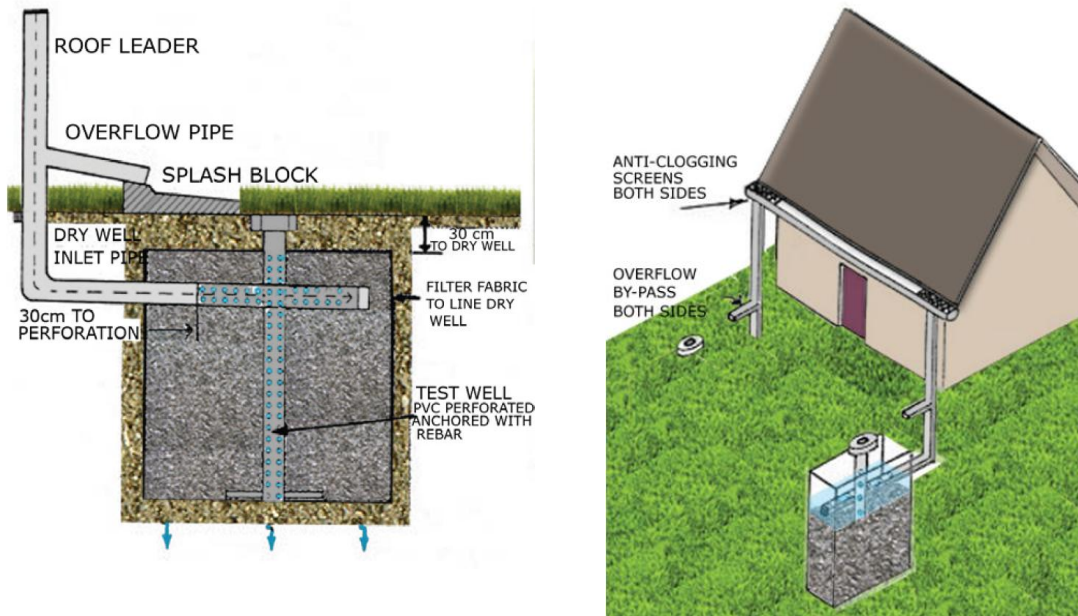 ROOF LEADER
OVERFLOW PIPE
SPLASH BLOCK
DRY WELL
INLET PIPE
30 cm
TO DRY WELL
FILTER FABRIC
TO LINE DRY
WELL
30cm TO
PERFORATION
TEST WELL
PVC PERFORATED
ANCHORED WITH
REBAR
ANTI-CLOGGING
SCREENS
BOTH SIDES
OVERFLOW
BY-PASS
BOTH SIDES